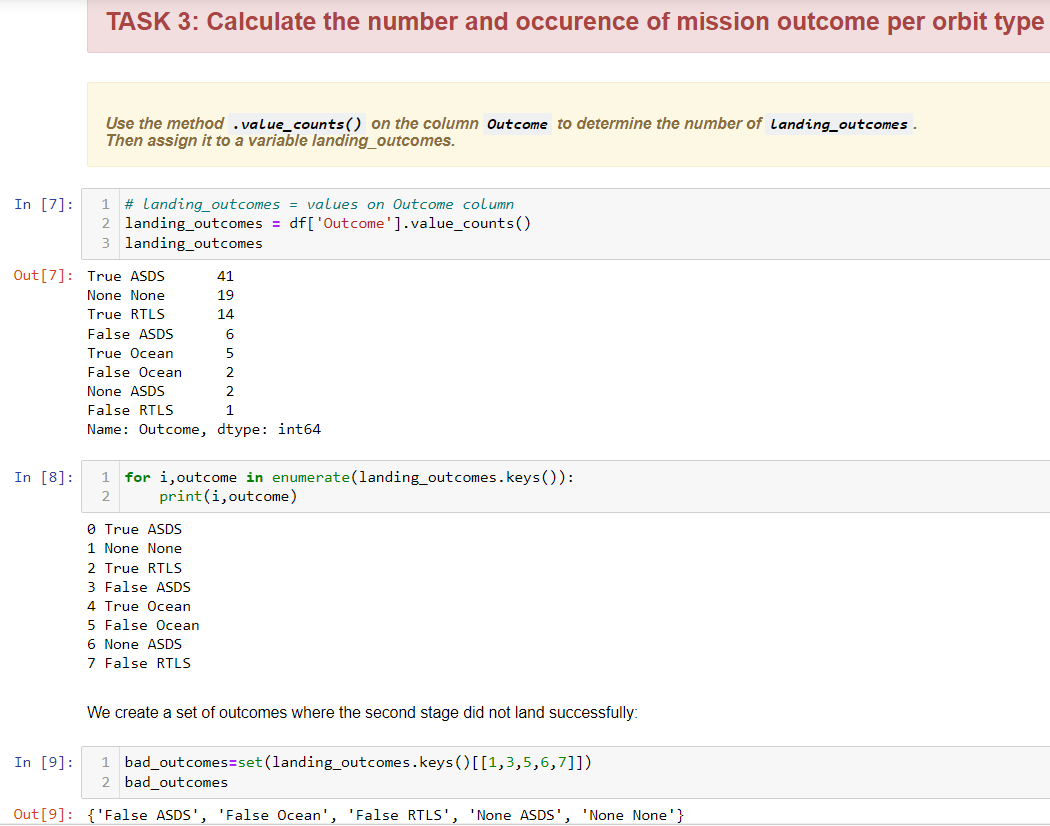 TASK 3: Calculate the number and occurence of mission outcome per orbit type
Use the method .value_counts() on the column Outcome to determine the number of landing_outcomes .
Then assign it to a variable landing_outcomes.
In [7]: 1 # landing_outcomes = values on Outcome column
2 landing_outcomes = df['Outcome'].value_counts()
3 landing_outcomes
Out[7]: True ASDS 41
None None 19
True RTLS 14
False ASDS 6
True Ocean 5
False Ocean 2
None ASDS 2
False RTLS 1
Name: Outcome, dtype: int64
In [8]: 1 for i,outcome in enumerate(landing_outcomes.keys()):
2 print(i,outcome)
0 True ASDS
1 None None
2 True RTLS
3 False ASDS
4 True Ocean
5 False Ocean
6 None ASDS
7 False RTLS
We create a set of outcomes where the second stage did not land successfully:
In [9]: 1 bad_outcomes=set(landing_outcomes.keys()[[1,3,5,6,7]])
2 bad_outcomes
Out[9]: {'False ASDS', 'False Ocean', 'False RTLS', 'None ASDS', 'None None'}